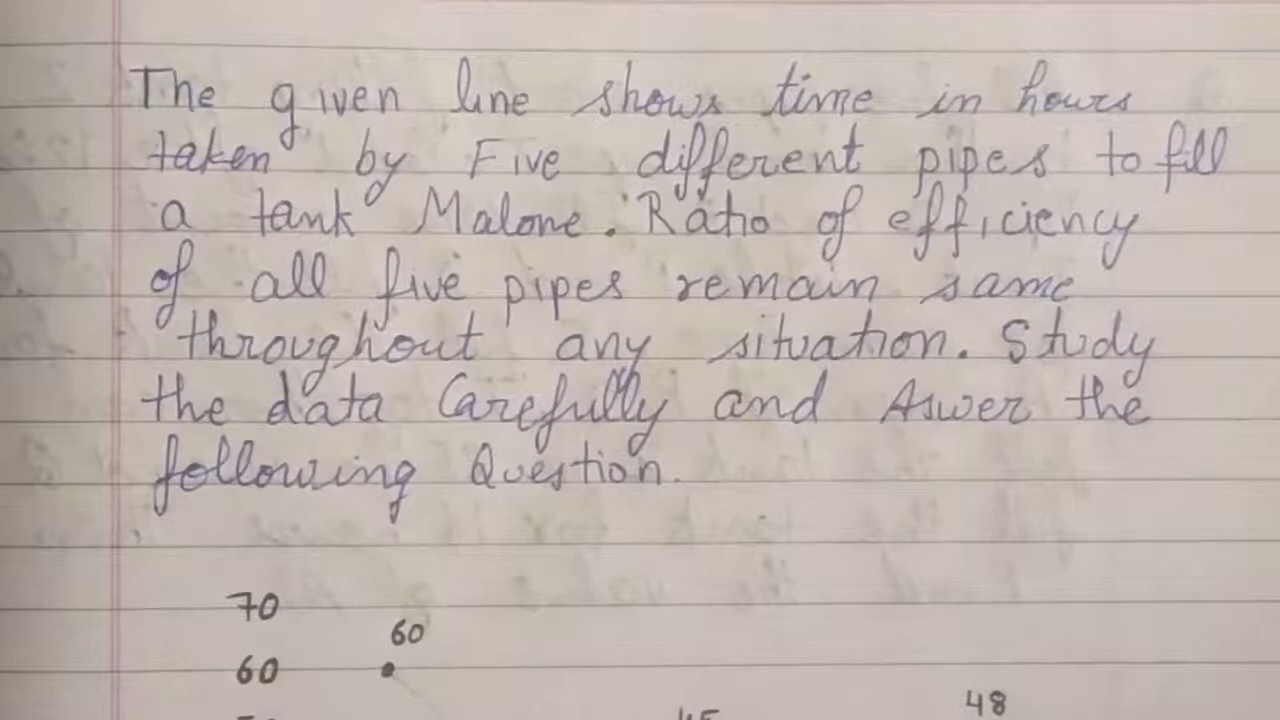 The given line shows time in hours
taken by Five different pipes to fill
a tank Malone. Ratio of efficiency
of all five pipes remain same
throughout any situation. Study
the data Carefully and Aswer the
following Question.
70
60
60
48
45